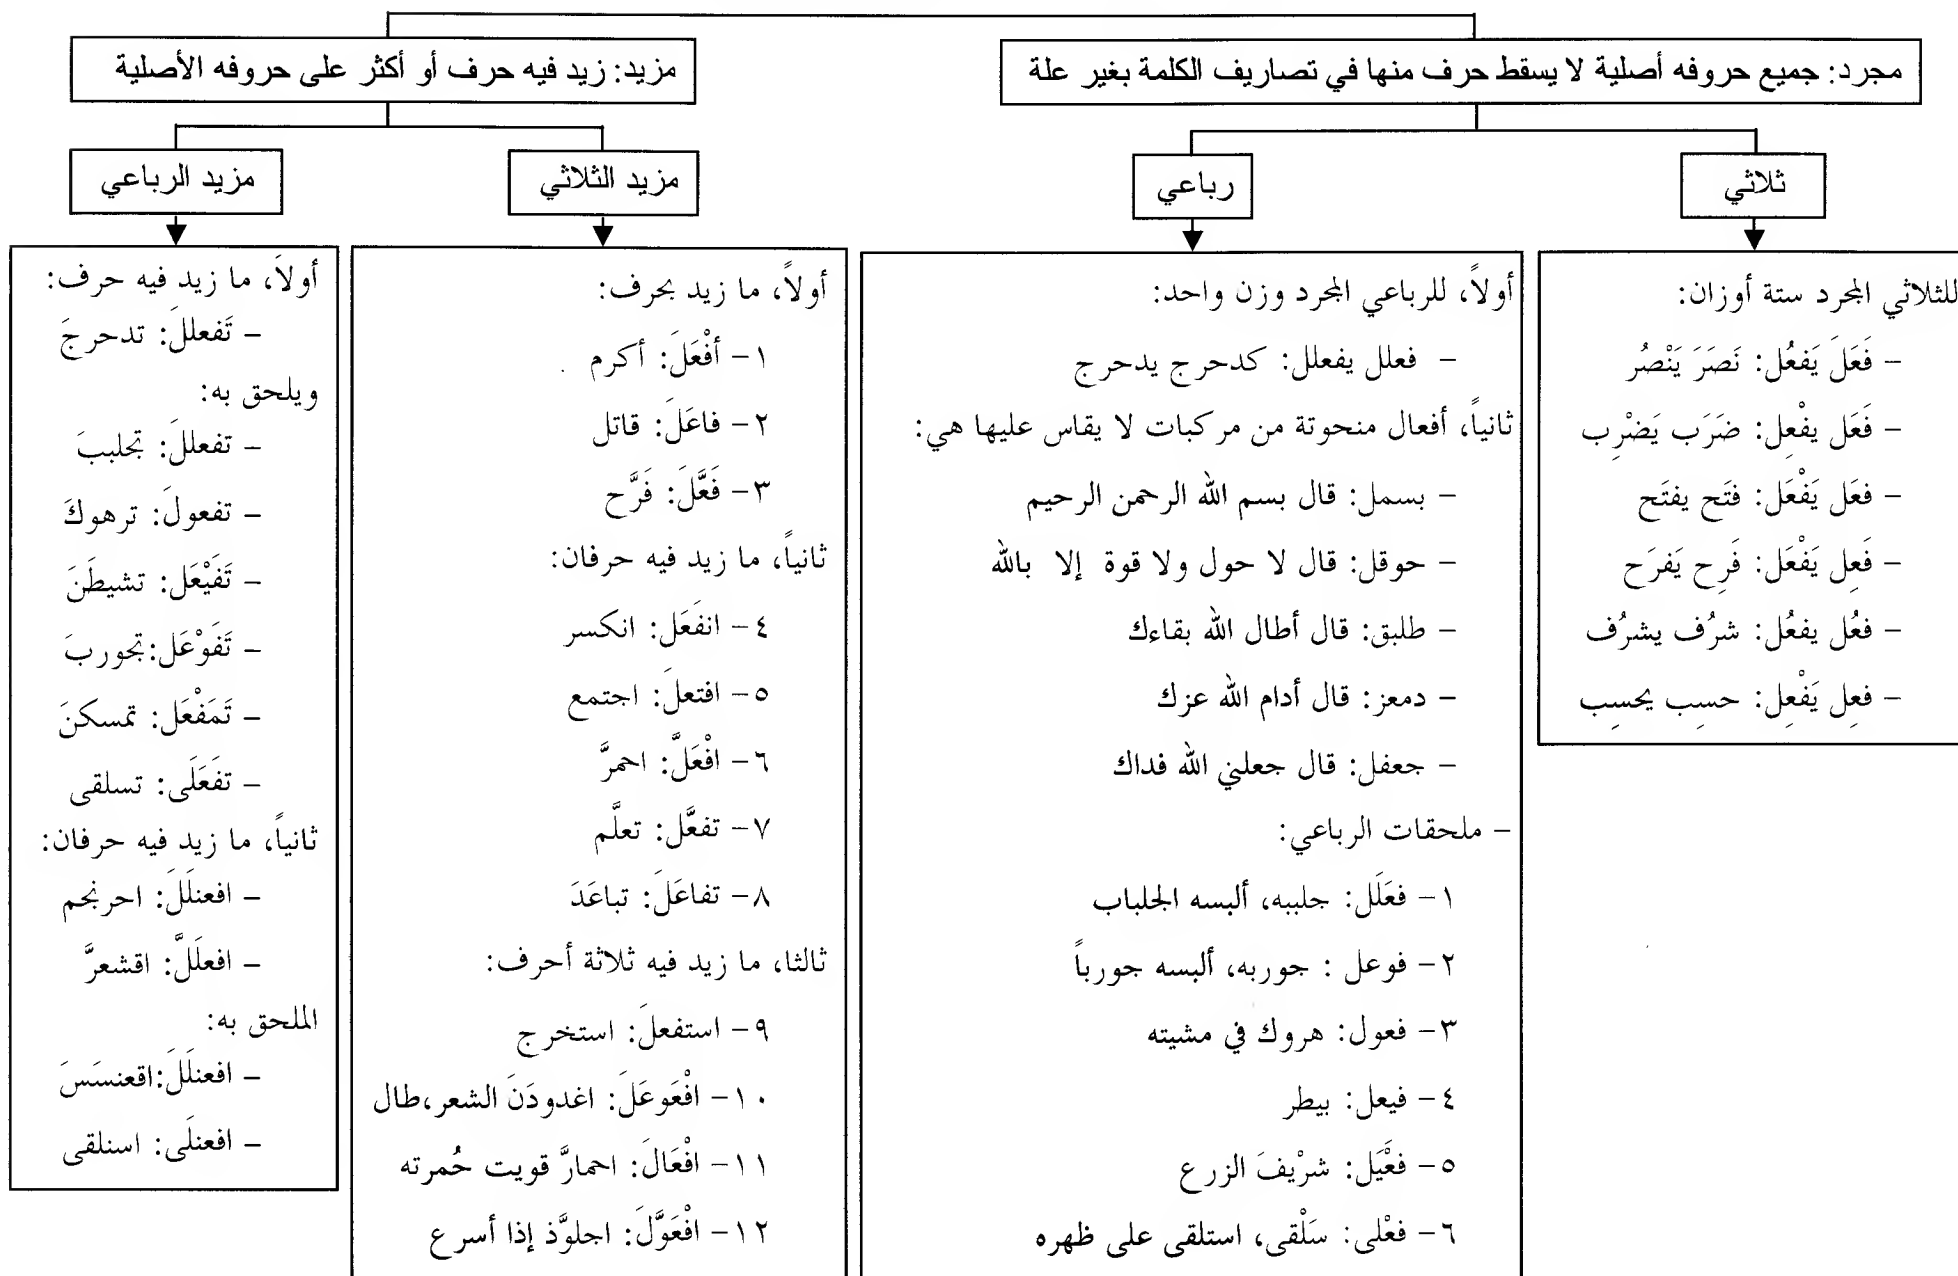 مجرد: جميع حروفه أصلية لا يسقط حرف منها في تصاريف الكلمة بغير علة
مزيد: زيد فيه حرف أو أكثر على حروفه الأصلية
ثلاثي
رباعي
مزيد الثلاثي
مزيد الرباعي
للثلاثي المجرد ستة أوزان:
– فَعَلَ يَفعُل: نَصَرَ يَنْصُر
– فَعَل يفْعِل: ضَرَب يَضْرِب
– فعَل يَفْعَل: فتَح يفتَح
– فَعِل يَفْعَل: فَرِح يَفرَح
– فعُل يفعُل: شرُف يشرُف
– فعِل يَفْعِل: حسِب يحسِب
أولاً، للرباعي المجرد وزن واحد:
– فعلل يفعلل: كدحرج يدحرج
ثانياً، أفعال منحوتة من مركبات لا يقاس عليها هي:
– بسمل: قال بسم الله الرحمن الرحيم
– حوقل: قال لا حول ولا قوة إلا بالله
– طلبق: قال أطال الله بقاءك
– دمعز: قال أدام الله عزك
– جعفل: قال جعلني الله فداك
– ملحقات الرباعي:
١– فعَلَل: جلببه، ألبسه الجلباب
٢– فوعل : جوربه، ألبسه جورباً
٣– فعول: هروك في مشيته
٤– فيعل: بيطر
٥– فعْيَل: شرْيفَ الزرع
٦– فعْلى: سَلْقى، استلقى على ظهره
أولاً، ما زيد بحرف:
١– أفْعَلَ: أكرم
٢– فاعَلَ: قاتل
٣– فَعَّلَ: فَرَّح
ثانياً، ما زيد فيه حرفان:
٤– انفَعَل: انكسر
٥– افتعلَ: اجتمع
٦– افْعَلَّ: احمرَّ
٧– تفعَّل: تعلَّم
٨– تفاعَلَ: تباعَدَ
ثالثا، ما زيد فيه ثلاثة أحرف:
٩– استفعلَ: استخرج
١٠– افْعَوعَلَ: اغدودَنَ الشعر،طال
١١– افْعَالَ: احمارَّ قويت حُمرته
١٢– افْعَوَّلَ: اجلوَّذ إذا أسرع
أولاً، ما زيد فيه حرف:
– تَفعللَ: تدحرجَ
ويلحق به:
– تفعللَ: تجلببَ
– تفعولَ: ترهوكَ
– تَفَيْعَل: تشيطَنَ
– تَفَوْعَل:تجوربَ
– تَمَفْعَل: تمسكنَ
– تفَعَلَى: تسلقى
ثانياً، ما زيد فيه حرفان:
– افعنلَلَ: احرنجم
– افعلَلَّ: اقشعرَّ
الملحق به:
– افعنلَلَ:اقعنسَسَ
– افعنلَى: اسنلقى